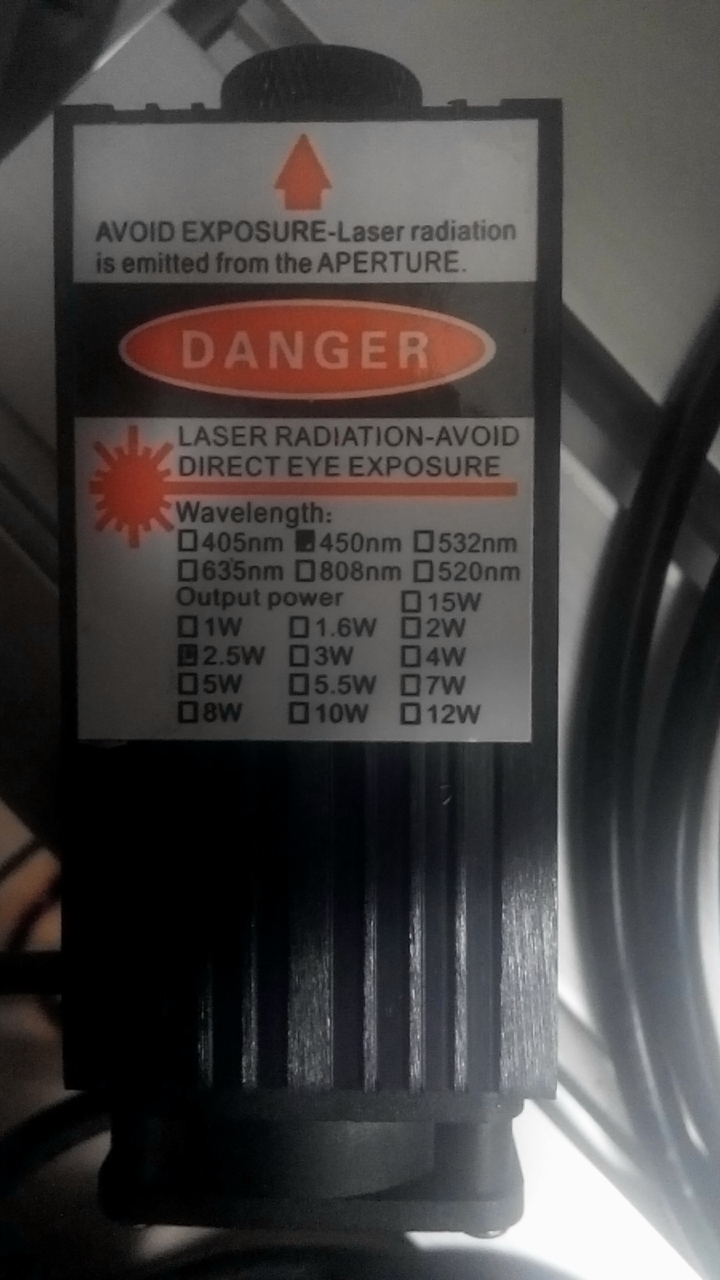 AVOID EXPOSURE-Laser radiation
is emitted from the APERTURE.
DANGER
LASER RADIATION-AVOID
DIRECT EYE EXPOSURE
Wavelength:
405nm 450nm 532nm
635nm 808nm 520nm
Output power 15W
1W 1.6W 2W
2.5W 3W 4W
5W 5.5W 7W
8W 10W 12W